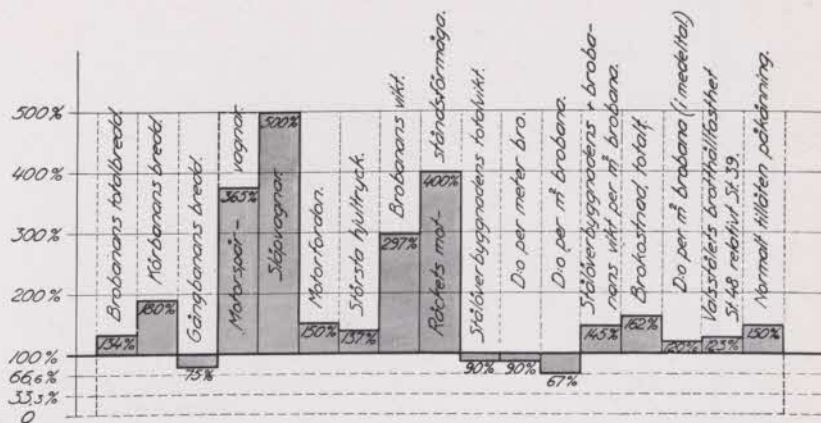 500%
400%
300%
200%
100%
66,6%
33,3%
0
Brobanans totalbredd.
134%
Körbanans bredd.
180%
Gångbanans bredd.
75%
Motorspår-
vagnar.
365%
Släpvagnar.
500%
Motorfordon.
150%
Största hjultryck.
137%
Brobanans vikt.
297%
Räckets mot-
ståndsförmåga.
400%
Stålöverbyggnadens totalvikt.
90%
D:o per meter bro.
90%
D:o per m² brobana.
67%
Stålöverbyggnadens + broba-
nans vikt per m² brobana.
145%
Brokostnad, totalt.
162%
D:o per m² brobana (i medeltal)
120%
Valsstålets brotthållfasthet
St.48 relativt St.39.
123%
Normalt tillåten påkänning.
150%